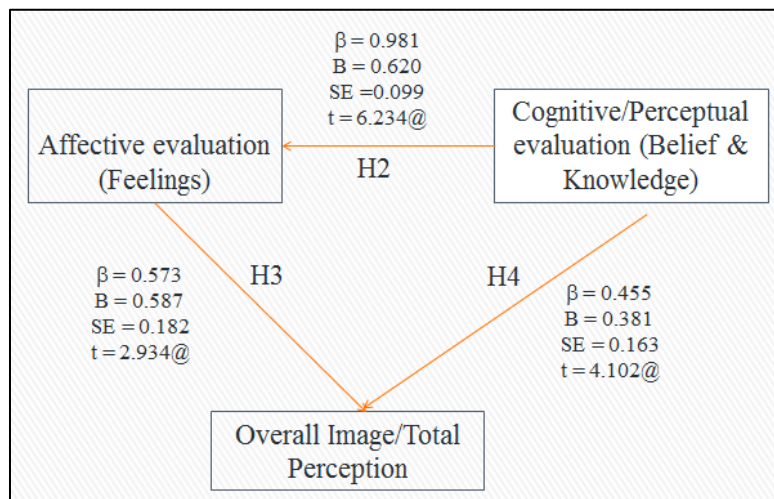 β = 0.981
B = 0.620
SE =0.099
t = 6.234@
Affective evaluation
(Feelings)
H2
Cognitive/Perceptual
evaluation (Belief &
Knowledge)
β = 0.573
B = 0.587
SE = 0.182
t = 2.934@
H3
H4
β = 0.455
B = 0.381
SE = 0.163
t = 4.102@
Overall Image/Total
Perception